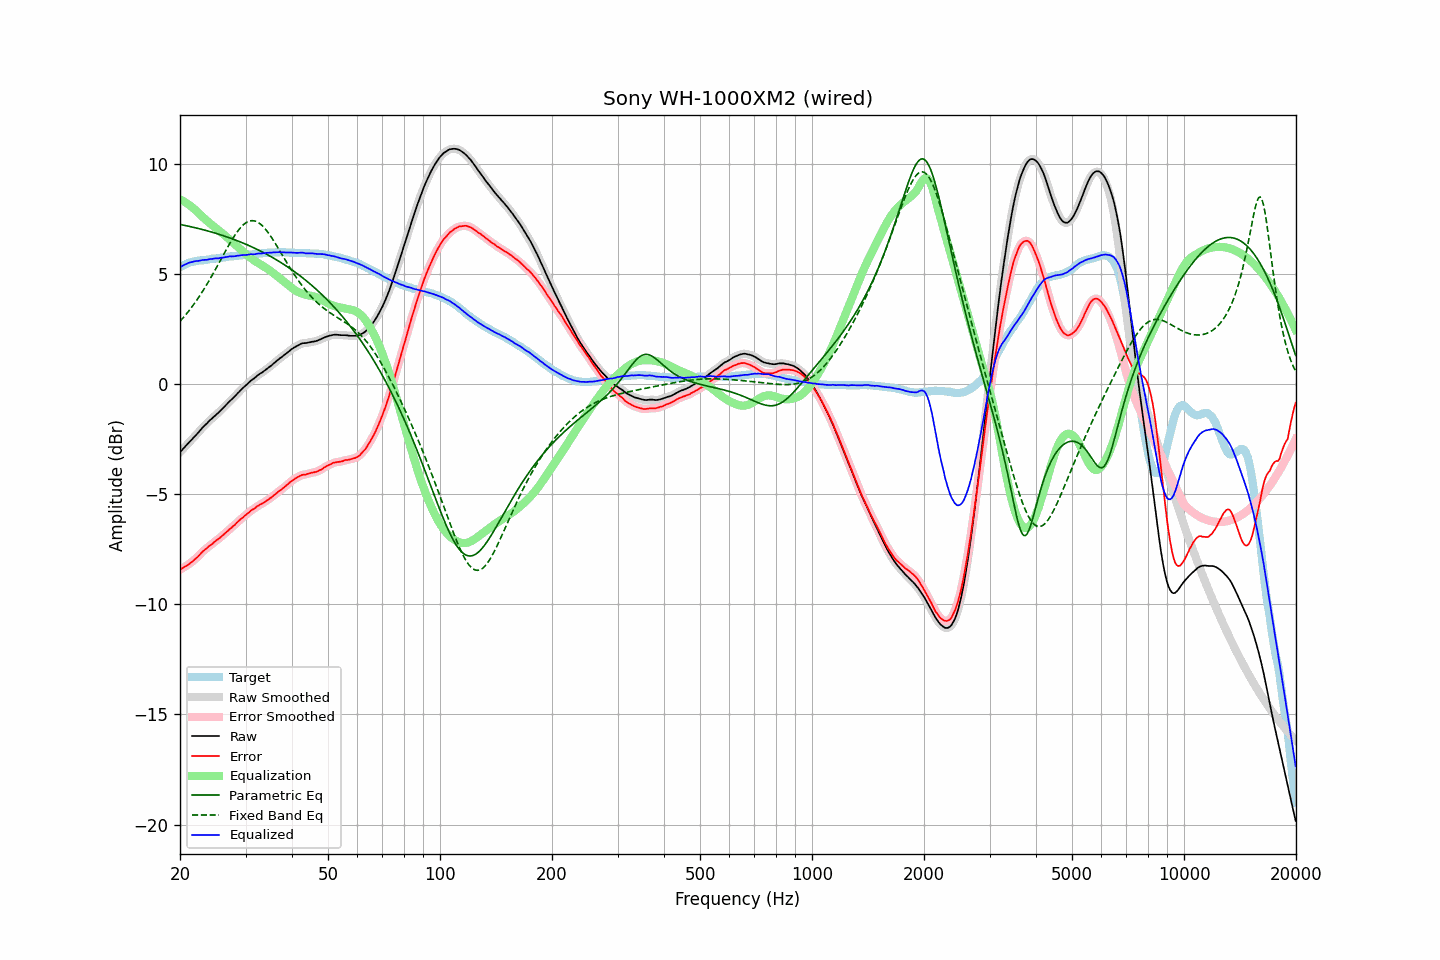 Sony WH-1000XM2 (wired)
Amplitude (dBr)
10
5
0
−5
−10
−15
−20
Target
Raw Smoothed
Error Smoothed
Raw
Error
Equalization
Parametric Eq
Fixed Band Eq
Equalized
20 50 100 200 500 1000 2000 5000 10000 20000
Frequency (Hz)